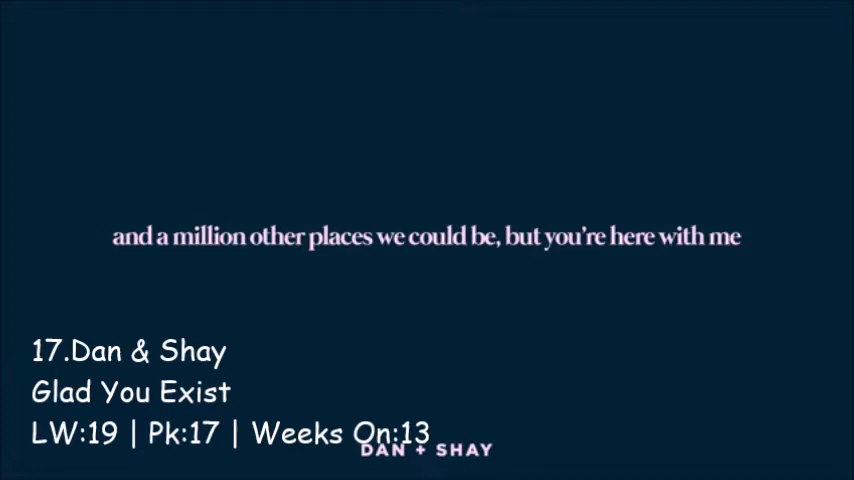 and a million other places we could be, but you're here with me
17.Dan & Shay
Glad You Exist
LW:19 | Pk:17 | Weeks On:13
DAN + SHAY